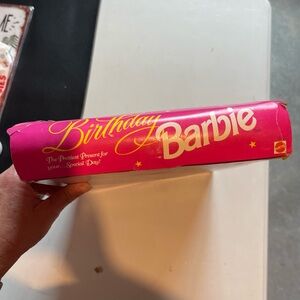 Birthday
Barbie
The Prettiest Present for
your... Special Day!